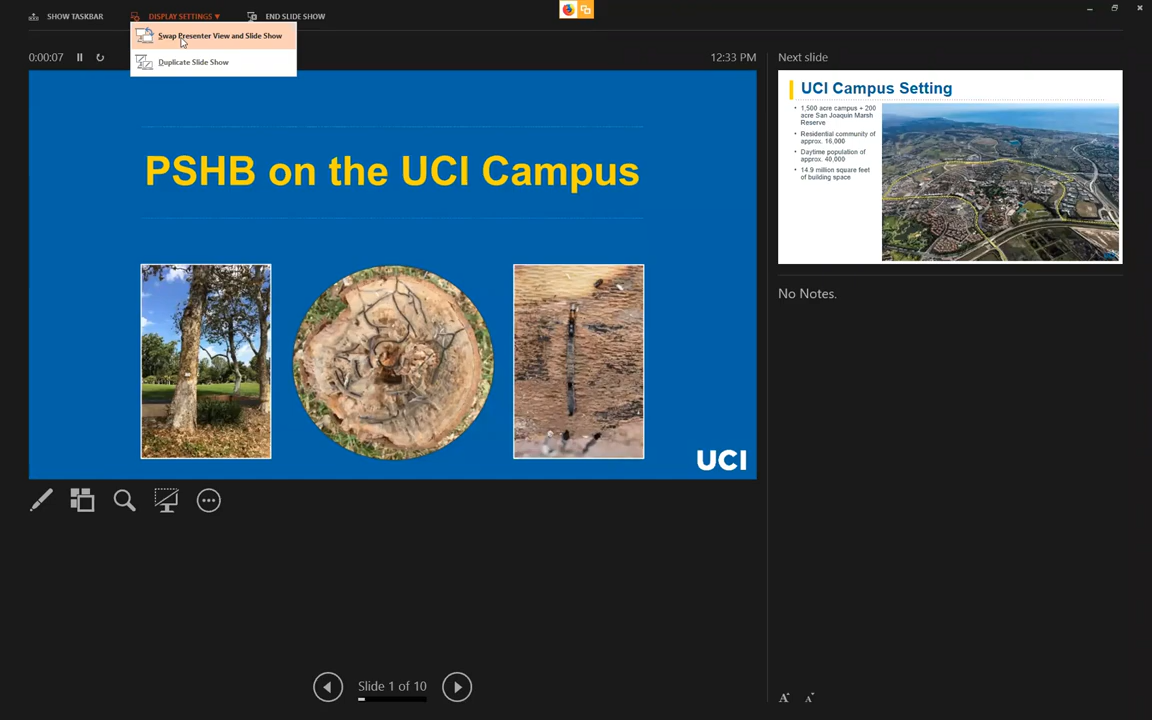 SHOW TASKBAR
DISPLAY SETTINGS ▼
END SLIDE SHOW
Swap Presenter View and Slide Show
Duplicate Slide Show
0:00:07
12:33 PM
PSHB on the UCI Campus
UCI
Slide 1 of 10
Next slide
UCI Campus Setting
• 1,500 acre campus + 200
acre San Joaquin Marsh
Reserve
• Residential community of
approx. 16,000
• Daytime population of
approx. 40,000
• 14.9 million square feet
of building space
No Notes.
A
A